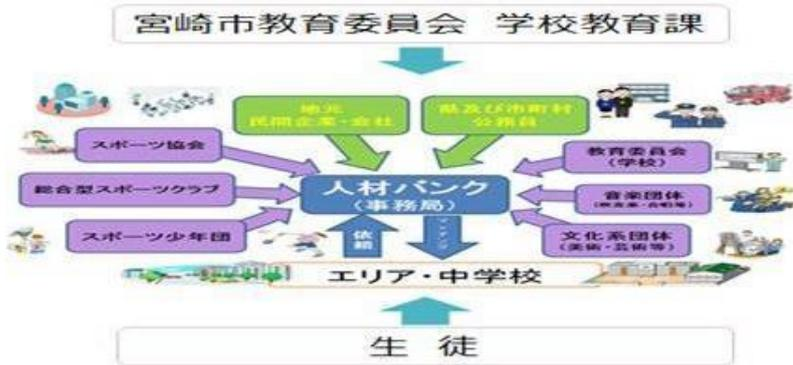 宮崎市教育委員会 学校教育課
地元
民間企業・会社
県及び市町村
公務員
スポーツ協会
総合型スポーツクラブ
スポーツ少年団
人材バンク
(事務局)
教育委員会
(学校)
音楽団体
文化系団体
(美術・芸術等)
依頼
エリア・中学校
生 徒